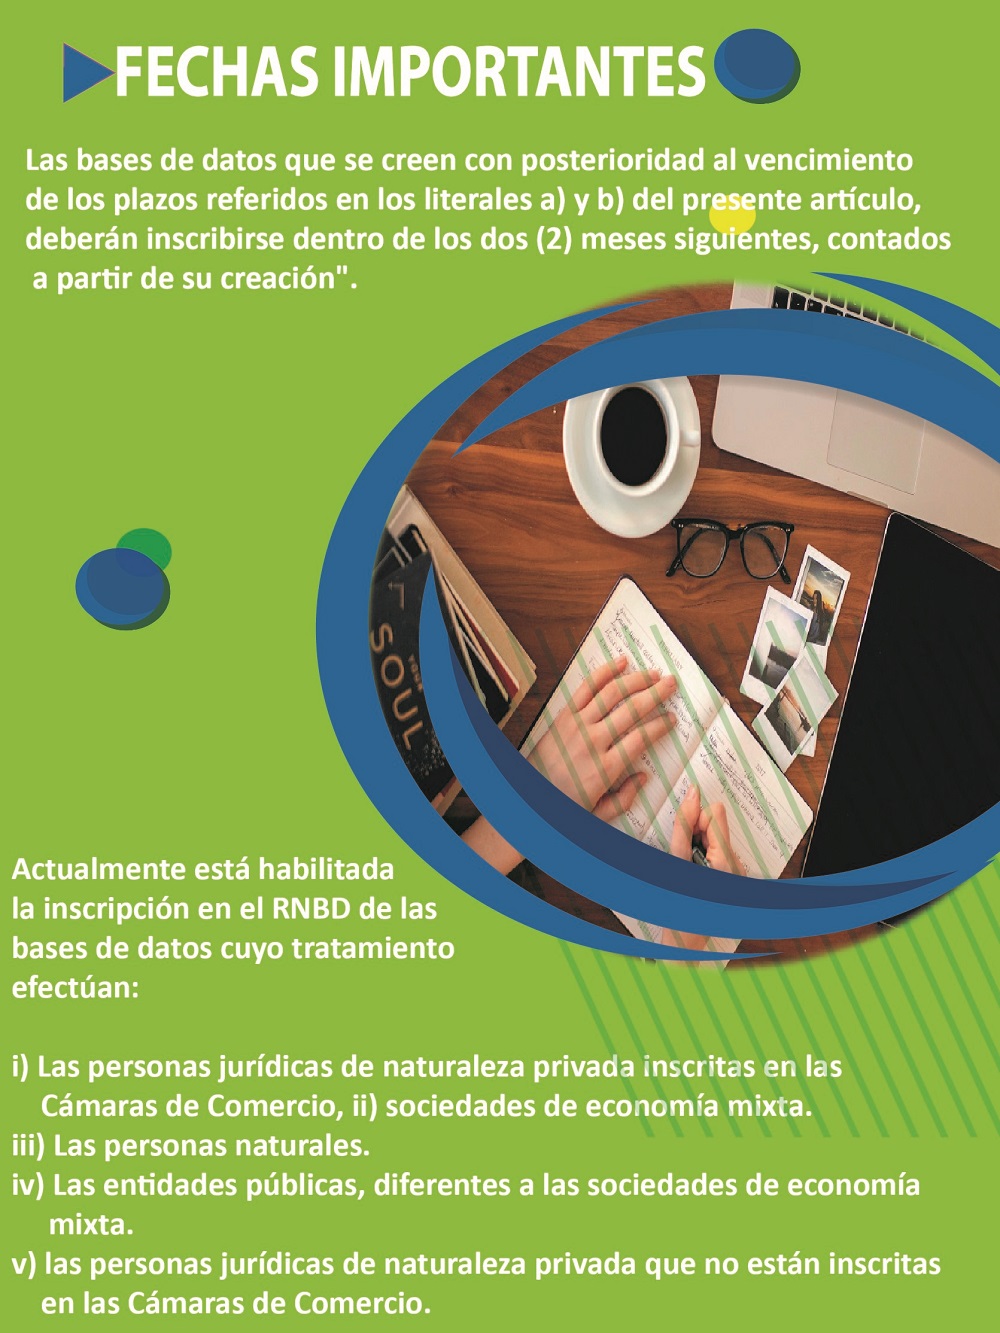 FECHAS IMPORTANTES
Las bases de datos que se creen con posterioridad al vencimiento
de los plazos referidos en los literales a) y b) del presente artículo,
deberán inscribirse dentro de los dos (2) meses siguientes, contados
a partir de su creación".
YOUR
SOUL
Actualmente está habilitada
la inscripción en el RNBD de las
bases de datos cuyo tratamiento
efectúan:
i) Las personas jurídicas de naturaleza privada inscritas en las
Cámaras de Comercio, ii) sociedades de economía mixta.
iii) Las personas naturales.
iv) Las entidades públicas, diferentes a las sociedades de economía
mixta.
v) las personas jurídicas de naturaleza privada que no están inscritas
en las Cámaras de Comercio.